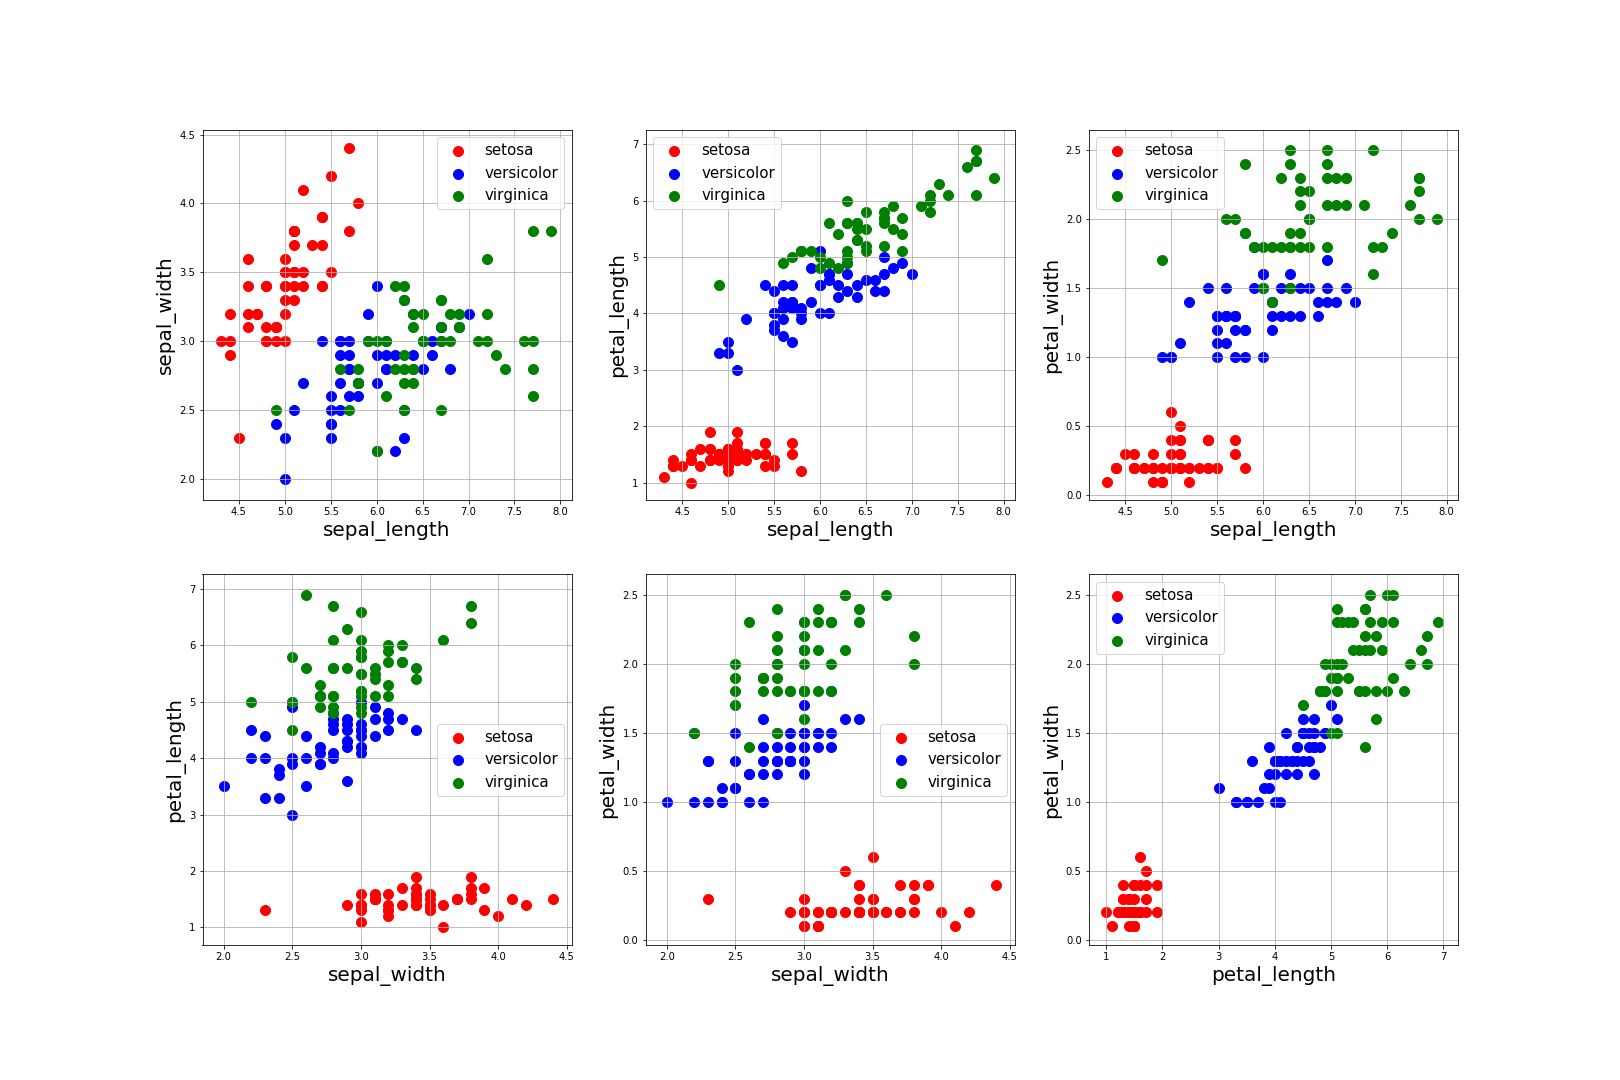 4.5
4.0
3.5
3.0
2.5
2.0
sepal_width
setosa
versicolor
virginica
4.5 5.0 5.5 6.0 6.5 7.0 7.5 8.0
sepal_length
7
6
5
4
3
2
1
petal_length
setosa
versicolor
virginica
4.5 5.0 5.5 6.0 6.5 7.0 7.5 8.0
sepal_length
2.5
2.0
1.5
1.0
0.5
0.0
petal_width
setosa
versicolor
virginica
4.5 5.0 5.5 6.0 6.5 7.0 7.5 8.0
sepal_length
7
6
5
4
3
2
1
petal_length
setosa
versicolor
virginica
2.0 2.5 3.0 3.5 4.0 4.5
sepal_width
2.5
2.0
1.5
1.0
0.5
0.0
petal_width
setosa
versicolor
virginica
2.0 2.5 3.0 3.5 4.0 4.5
sepal_width
2.5
2.0
1.5
1.0
0.5
0.0
petal_width
setosa
versicolor
virginica
1 2 3 4 5 6 7
petal_length